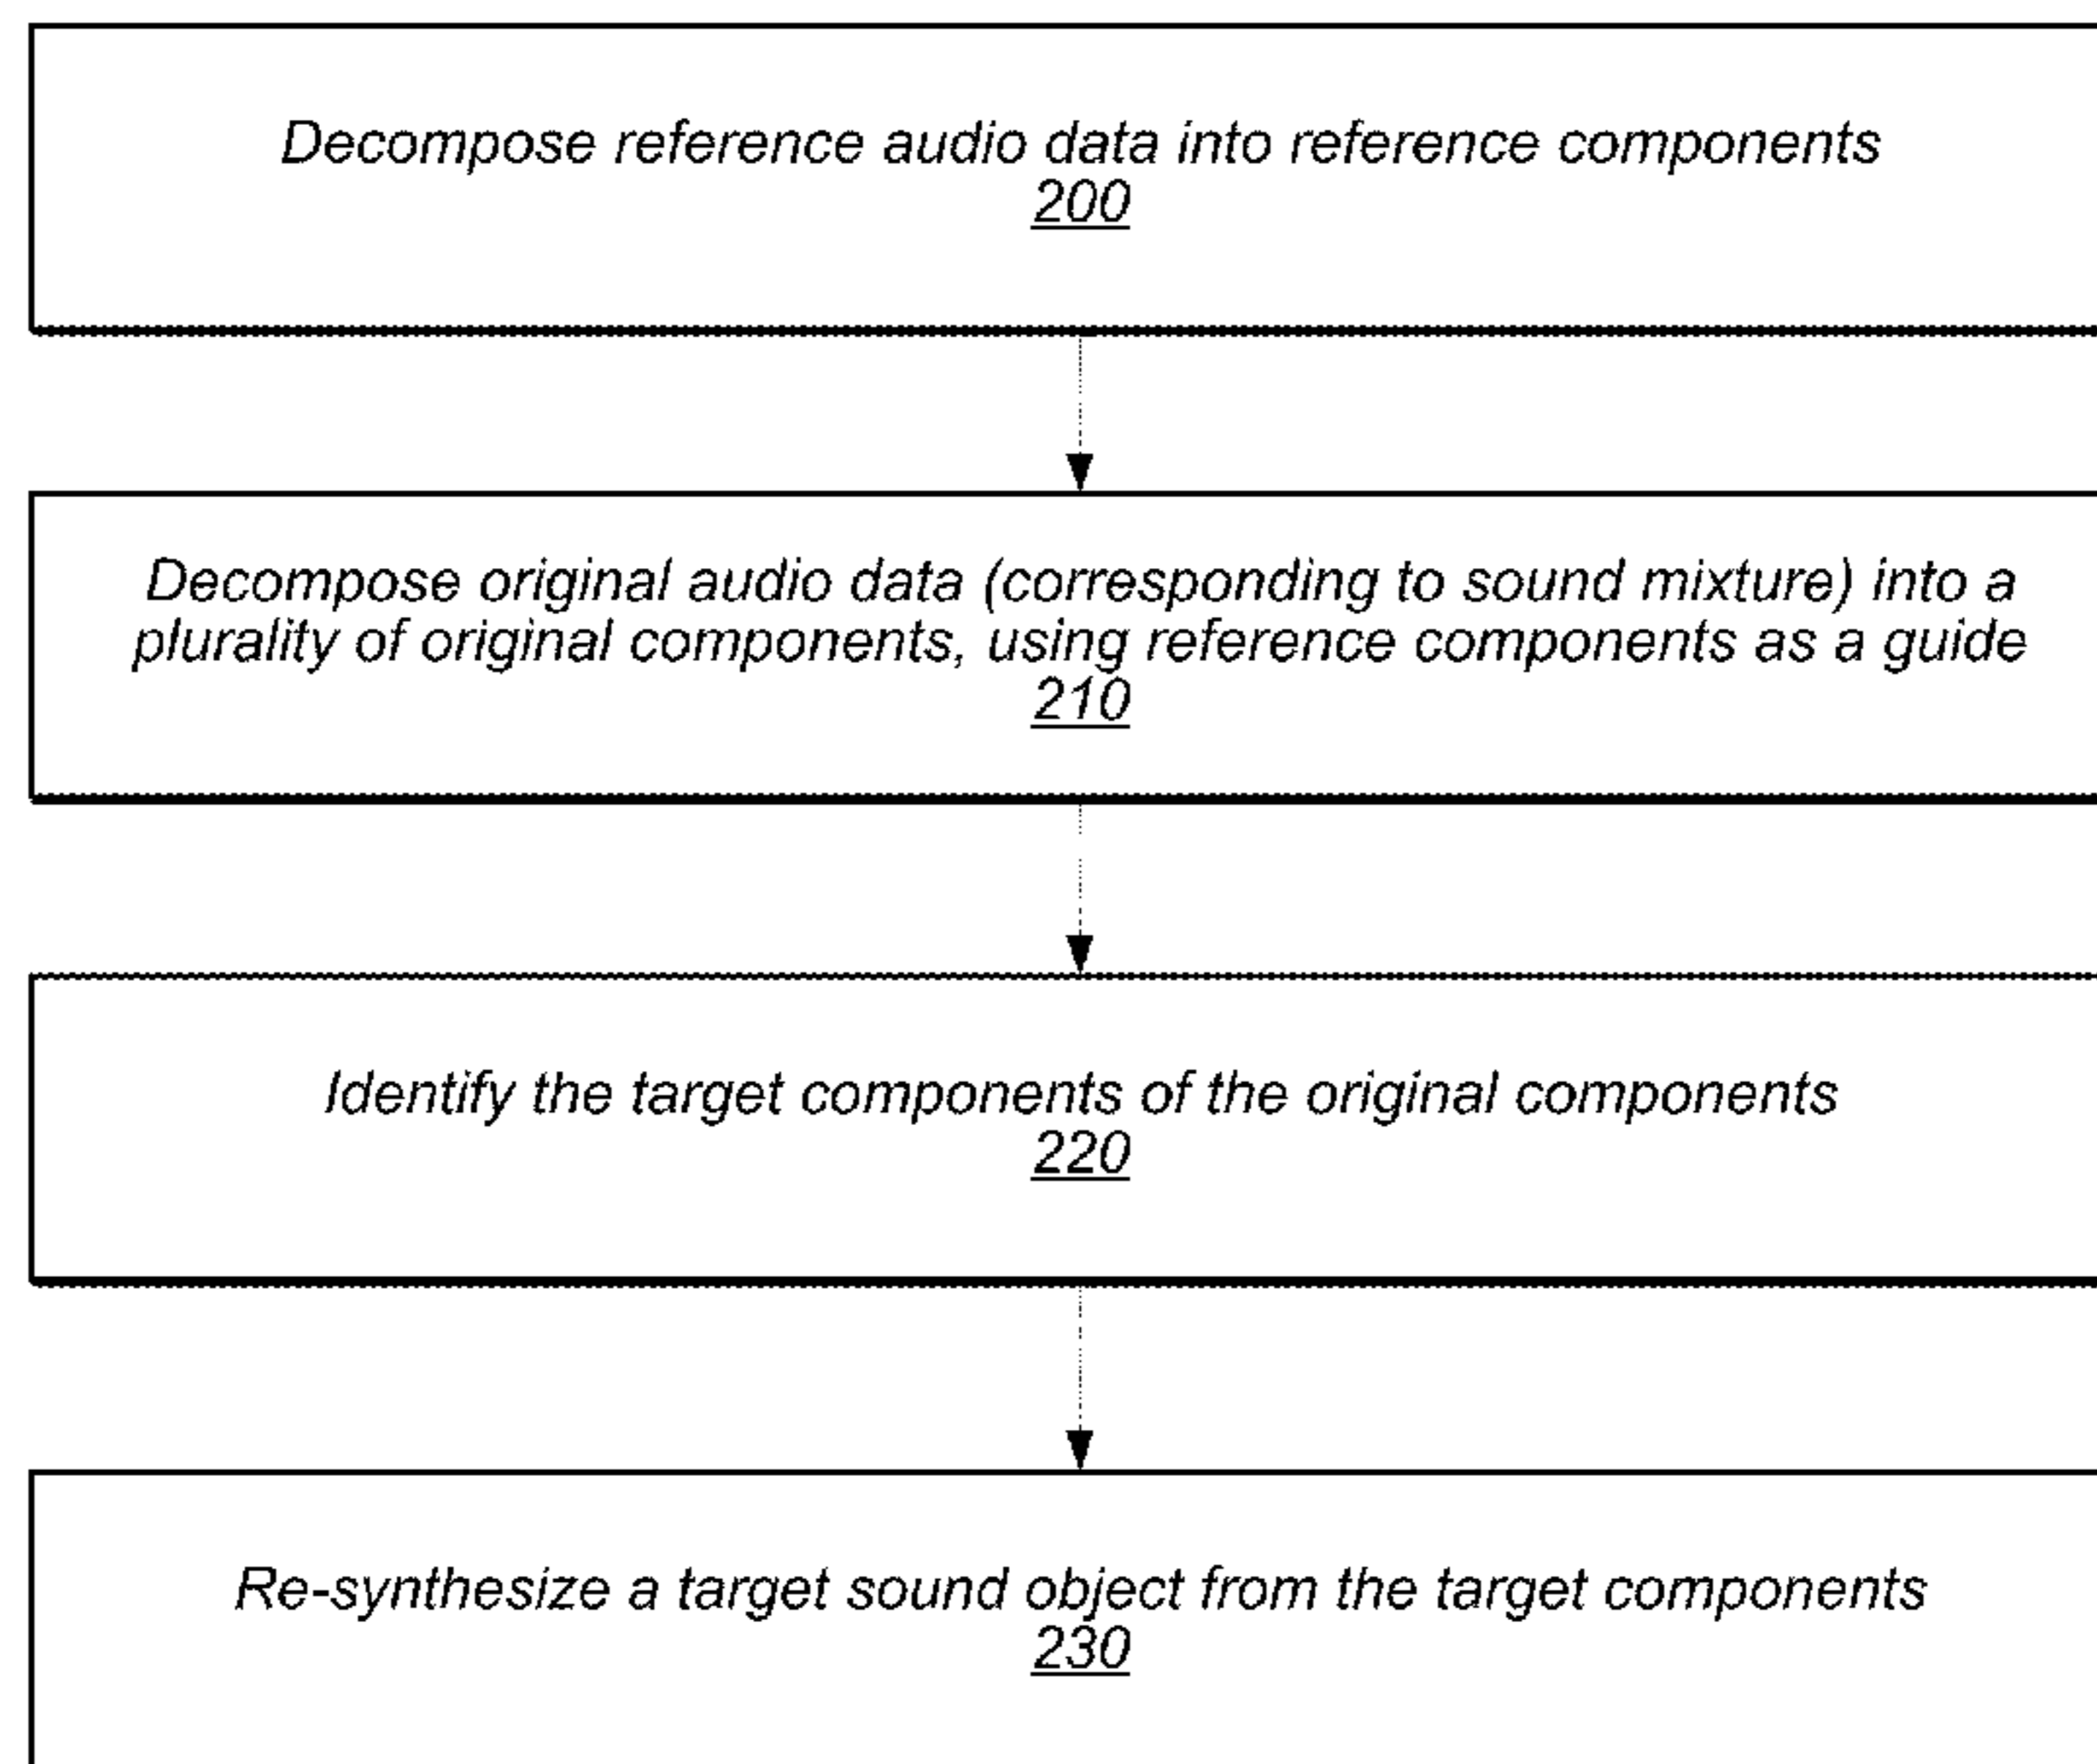 Decompose reference audio data into reference components
200
Decompose original audio data (corresponding to sound mixture) into a
plurality of original components, using reference components as a guide
210
Identify the target components of the original components
220
Re-synthesize a target sound object from the target components
230